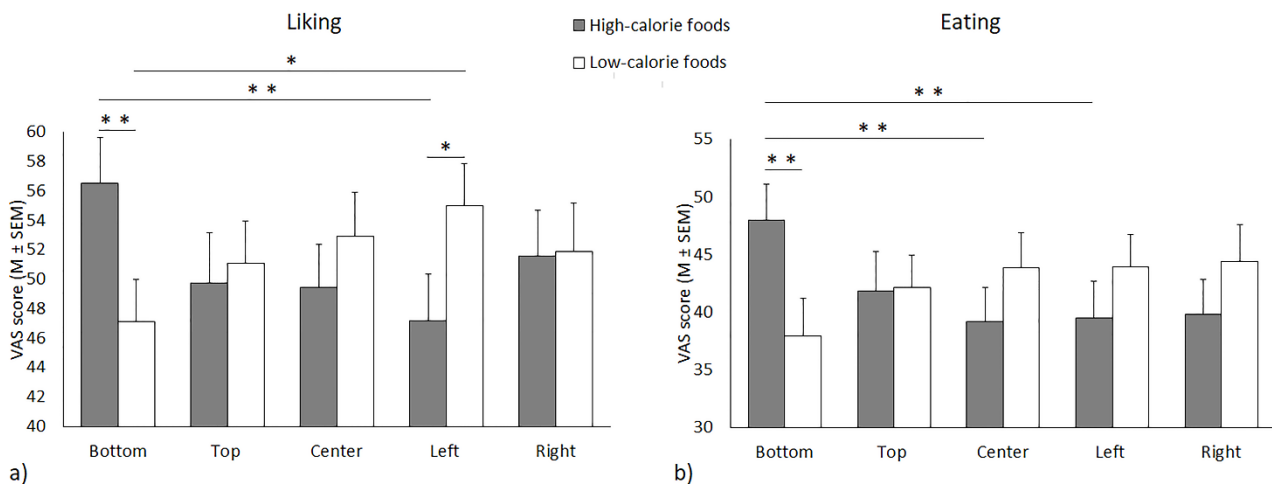 Liking
High-calorie foods
Low-calorie foods
Eating
*
* *
* *
*
VAS score (M ± SEM)
60
58
56
54
52
50
48
46
44
42
40
Bottom Top Center Left Right
a)
* *
* *
* *
VAS score (M ± SEM)
55
50
45
40
35
30
Bottom Top Center Left Right
b)